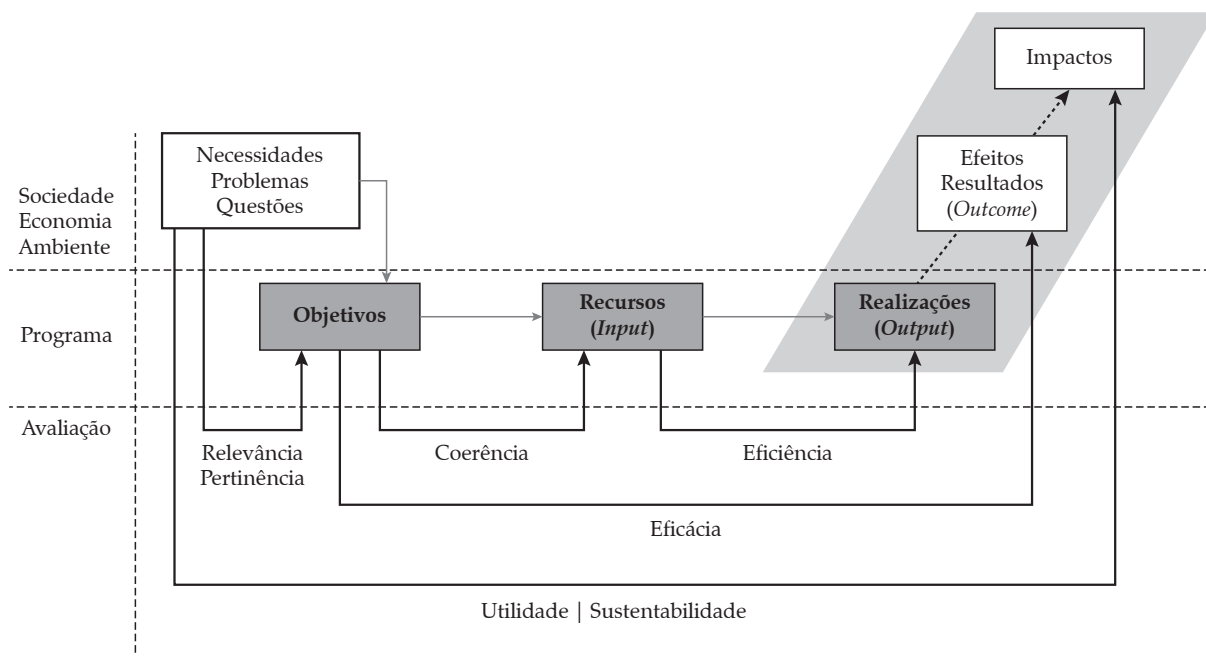 Impactos
Necessidades
Problemas
Questões
Efeitos
Resultados
(Outcome)
Sociedade
Economia
Ambiente
Programa
Objetivos
Recursos
(Input)
Realizações
(Output)
Avaliação
Relevância
Pertinência
Coerência
Eficiência
Eficácia
Utilidade | Sustentabilidade